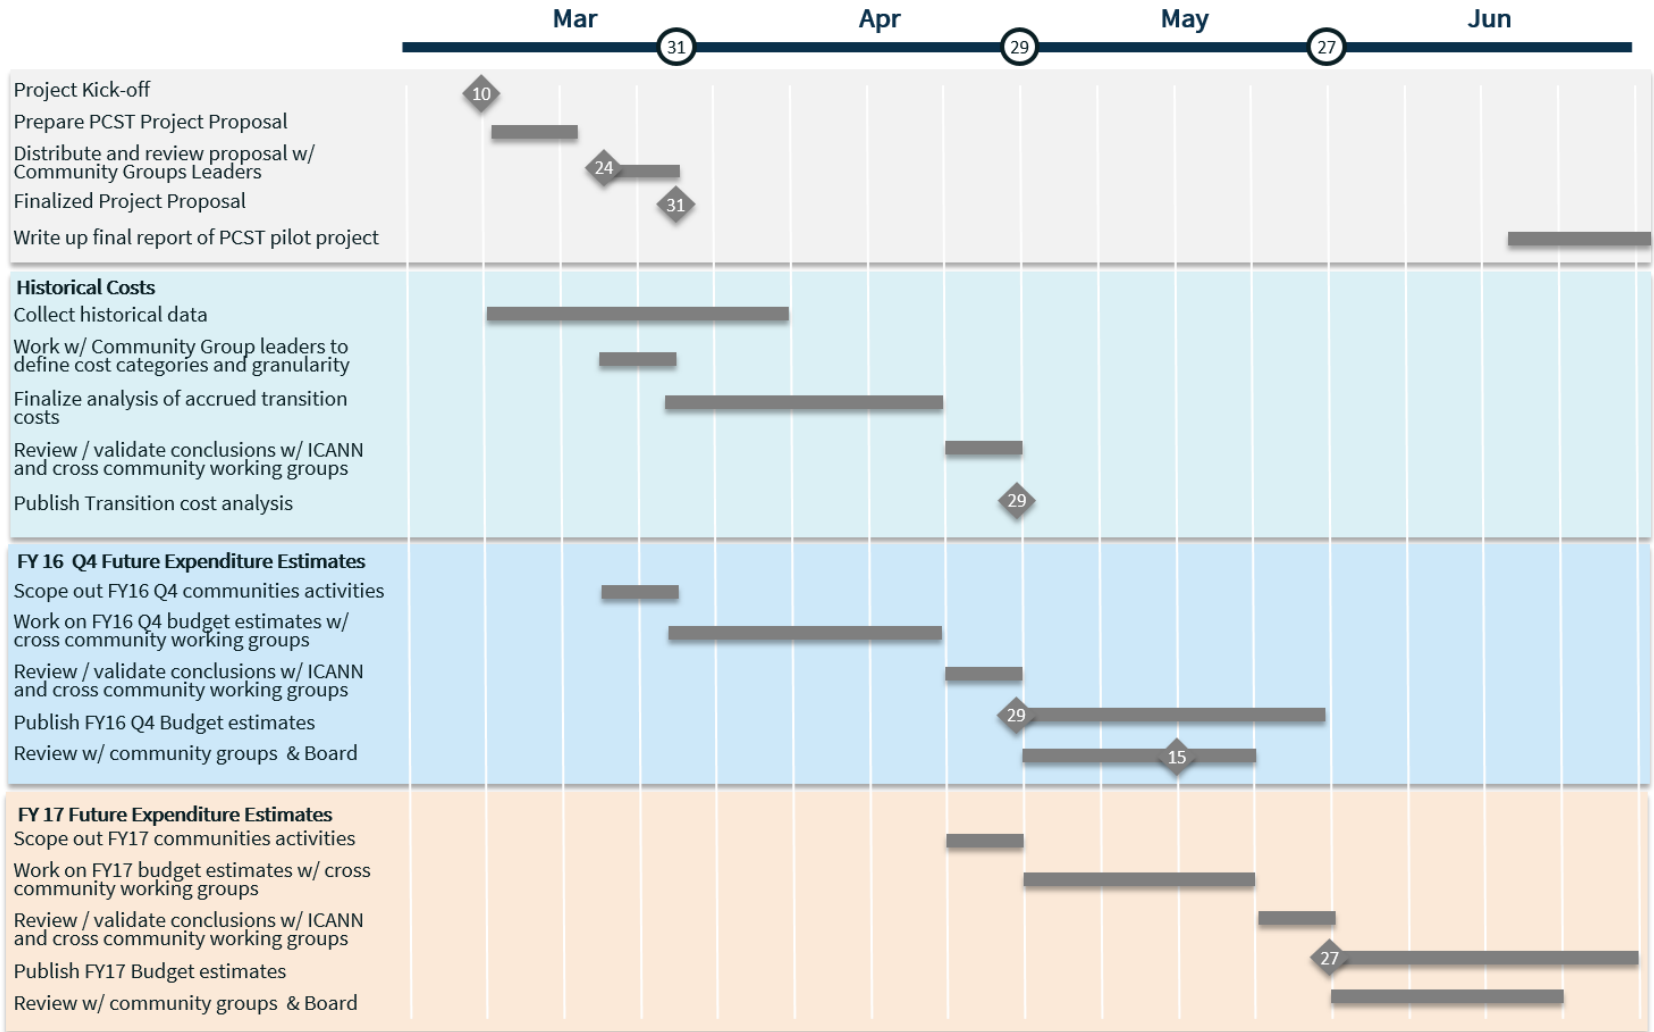 Mar Apr May Jun
31 29 27
Project Kick-off
10
Prepare PCST Project Proposal
Distribute and review proposal w/
Community Groups Leaders
24
Finalized Project Proposal
31
Write up final report of PCST pilot project
Historical Costs
Collect historical data
Work w/ Community Group leaders to
define cost categories and granularity
Finalize analysis of accrued transition
costs
Review / validate conclusions w/ ICANN
and cross community working groups
Publish Transition cost analysis
29
FY 16 Q4 Future Expenditure Estimates
Scope out FY16 Q4 communities activities
Work on FY16 Q4 budget estimates w/
cross community working groups
Review / validate conclusions w/ ICANN
and cross community working groups
Publish FY16 Q4 Budget estimates
29
Review w/ community groups & Board
15
FY 17 Future Expenditure Estimates
Scope out FY17 communities activities
Work on FY17 budget estimates w/ cross
community working groups
Review / validate conclusions w/ ICANN
and cross community working groups
Publish FY17 Budget estimates
27
Review w/ community groups & Board